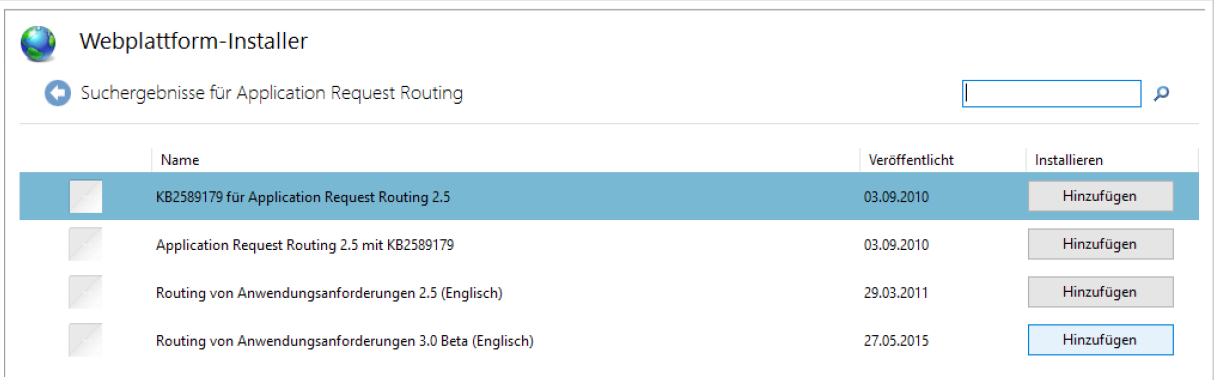 Webplattform-Installer
Suchergebnisse für Application Request Routing
Name Veröffentlicht Installieren
KB2589179 für Application Request Routing 2.5 03.09.2010 Hinzufügen
Application Request Routing 2.5 mit KB2589179 03.09.2010 Hinzufügen
Routing von Anwendungsanforderungen 2.5 (Englisch) 29.03.2011 Hinzufügen
Routing von Anwendungsanforderungen 3.0 Beta (Englisch) 27.05.2015 Hinzufügen